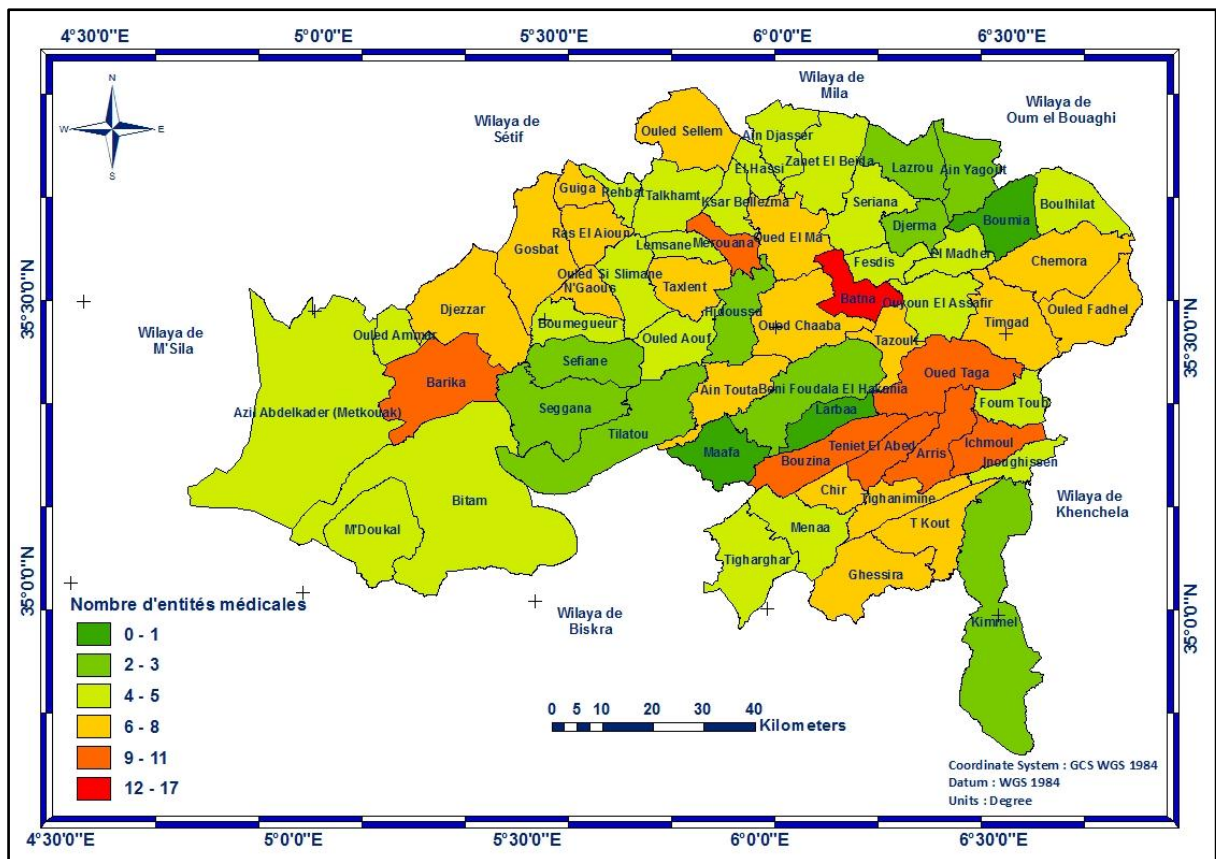 4°30'0"E 5°0'0"E 5°30'0"E 6°0'0"E 6°30'0"E
N
W E
S
Wilaya de
Mila
Wilaya de
Oum el Bouaghi
Wilaya de
Sétif
Ouled Sellem
Ain Djasser
Zanet El Beïda
El Hassi
Lazrou
Ain Yagout
Guiga
Rehbat
Talkhamt
Ksar Bellezma
Seriana
Boumia
Boulhilat
Djerma
Gosbat
Ras El Aioun
Lemsane
Merouana
Oued El Ma
Fesdis
El Madher
Chemora
Ouled Si Slimane
N'Gaous
Taxlent
Batna
Ouyoun El Assafir
Ouled Fadhel
35°30'0"N
35°30'0"N
Wilaya de
M'Sila
Djezzar
Ouled Ammar
Boumegueur
Hidoussu
Oued Chaaba
Timgad
Ouled Aouf
Tazoult
Sefiane
Barika
Oued Taga
Seggana
Ain Touta
Beni Foudala El Hakania
Foum Toub
Azil Abdelkader (Metkouak)
Larbaa
Tilatou
Maafa
Bouzina
Teniet El Abed
Arris
Ichmoul
Inoughissen
Bitam
Chir
Tighanimine
Wilaya de
Khenchela
M'Doukal
Menaa
T Kout
Tigharghar
Ghessira
Kimmel
35°0'0"N
35°0'0"N
Wilaya de
Biskra
Nombre d'entités médicales
0 - 1
2 - 3
4 - 5
6 - 8
9 - 11
12 - 17
0 5 10 20 30 40
Kilometers
Coordinate System : GCS WGS 1984
Datum : WGS 1984
Units : Degree
4°30'0"E 5°0'0"E 5°30'0"E 6°0'0"E 6°30'0"E